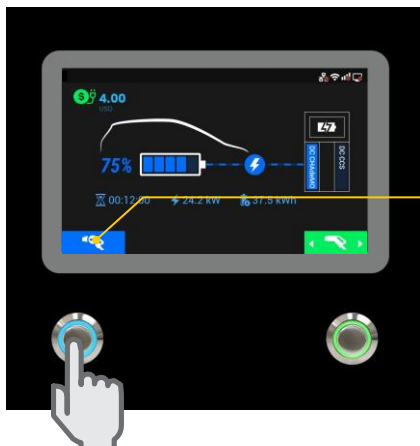 4.00
USD
DC CHAdeMO
DC CCS
75%
00:12:00 24.2 kW 37.5 kWh